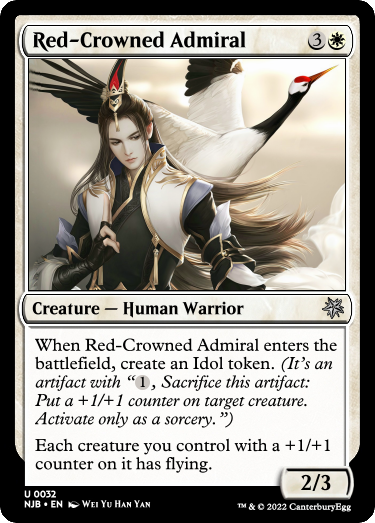 Red-Crowned Admiral 3
Creature — Human Warrior
When Red-Crowned Admiral enters the
battlefield, create an Idol token. (It's an
artifact with “1, Sacrifice this artifact:
Put a +1/+1 counter on target creature.
Activate only as a sorcery.”)
Each creature you control with a +1/+1
counter on it has flying.
2/3
U 0032
NJB • EN Wei Yu Han Yan
™ & © 2022 CanterburyEgg